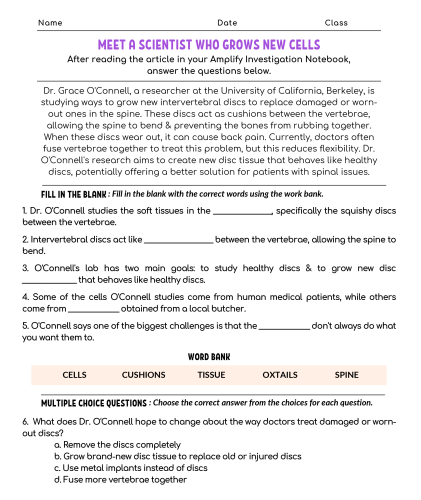 Name Date Class
MEET A SCIENTIST WHO GROWS NEW CELLS
After reading the article in your Amplify Investigation Notebook,
answer the questions below.
Dr. Grace O'Connell, a researcher at the University of California, Berkeley, is
studying ways to grow new intervertebral discs to replace damaged or worn-
out ones in the spine. These discs act as cushions between the vertebrae,
allowing the spine to bend & preventing the bones from rubbing together.
When these discs wear out, it can cause back pain. Currently, doctors often
fuse vertebrae together to treat this problem, but this reduces flexibility. Dr.
O'Connell's research aims to create new disc tissue that behaves like healthy
discs, potentially offering a better solution for patients with spinal issues.
FILL IN THE BLANK : Fill in the blank with the correct words using the work bank.
1. Dr. O'Connell studies the soft tissues in the ____________, specifically the squishy discs
between the vertebrae.
2. Intervertebral discs act like ______________ between the vertebrae, allowing the spine to
bend.
3. O'Connell's lab has two main goals: to study healthy discs & to grow new disc
___________ that behaves like healthy discs.
4. Some of the cells O'Connell studies come from human medical patients, while others
come from ___________ obtained from a local butcher.
5. O'Connell says one of the biggest challenges is that the ___________ don't always do what
you want them to.
WORD BANK
CELLS CUSHIONS TISSUE OXTAILS SPINE
MULTIPLE CHOICE QUESTIONS : Choose the correct answer from the choices for each question.
6. What does Dr. O'Connell hope to change about the way doctors treat damaged or worn-
out discs?
a. Remove the discs completely
b. Grow brand-new disc tissue to replace old or injured discs
c. Use metal implants instead of discs
d. Fuse more vertebrae together